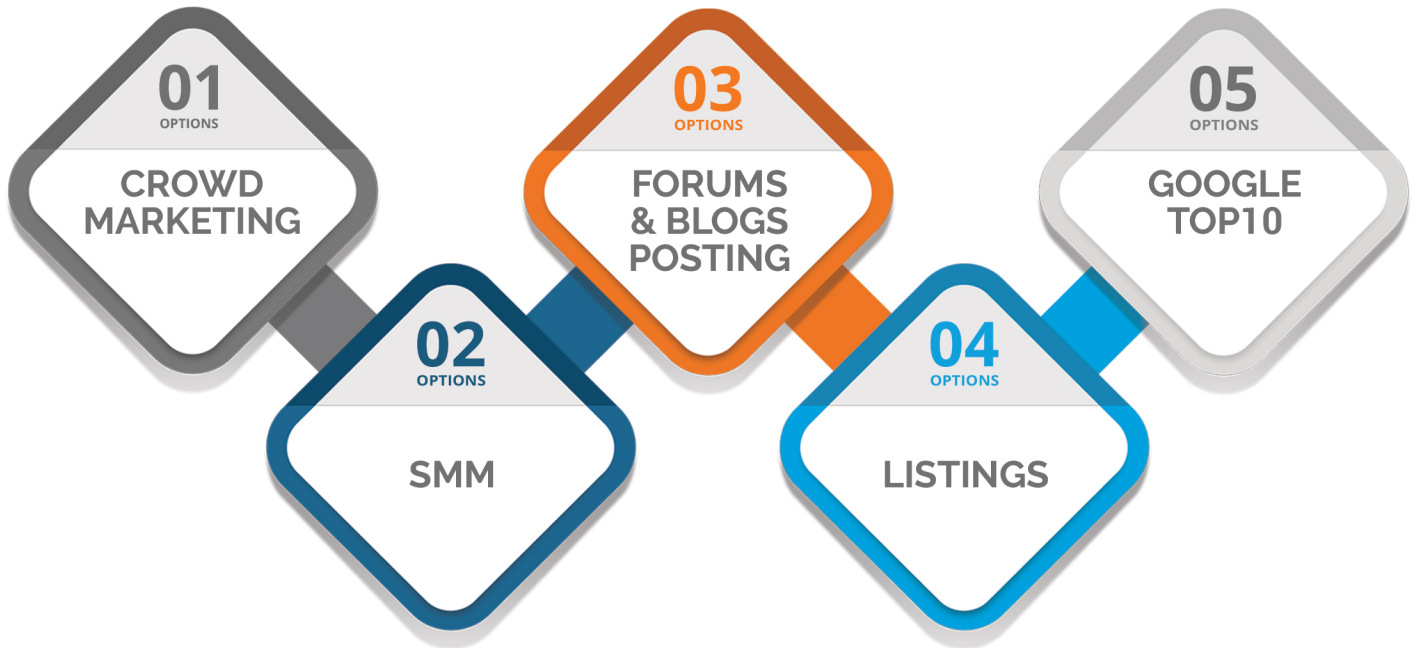 01
OPTIONS
CROWD
MARKETING
02
OPTIONS
SMM
03
OPTIONS
FORUMS
& BLOGS
POSTING
04
OPTIONS
LISTINGS
05
OPTIONS
GOOGLE
TOP10